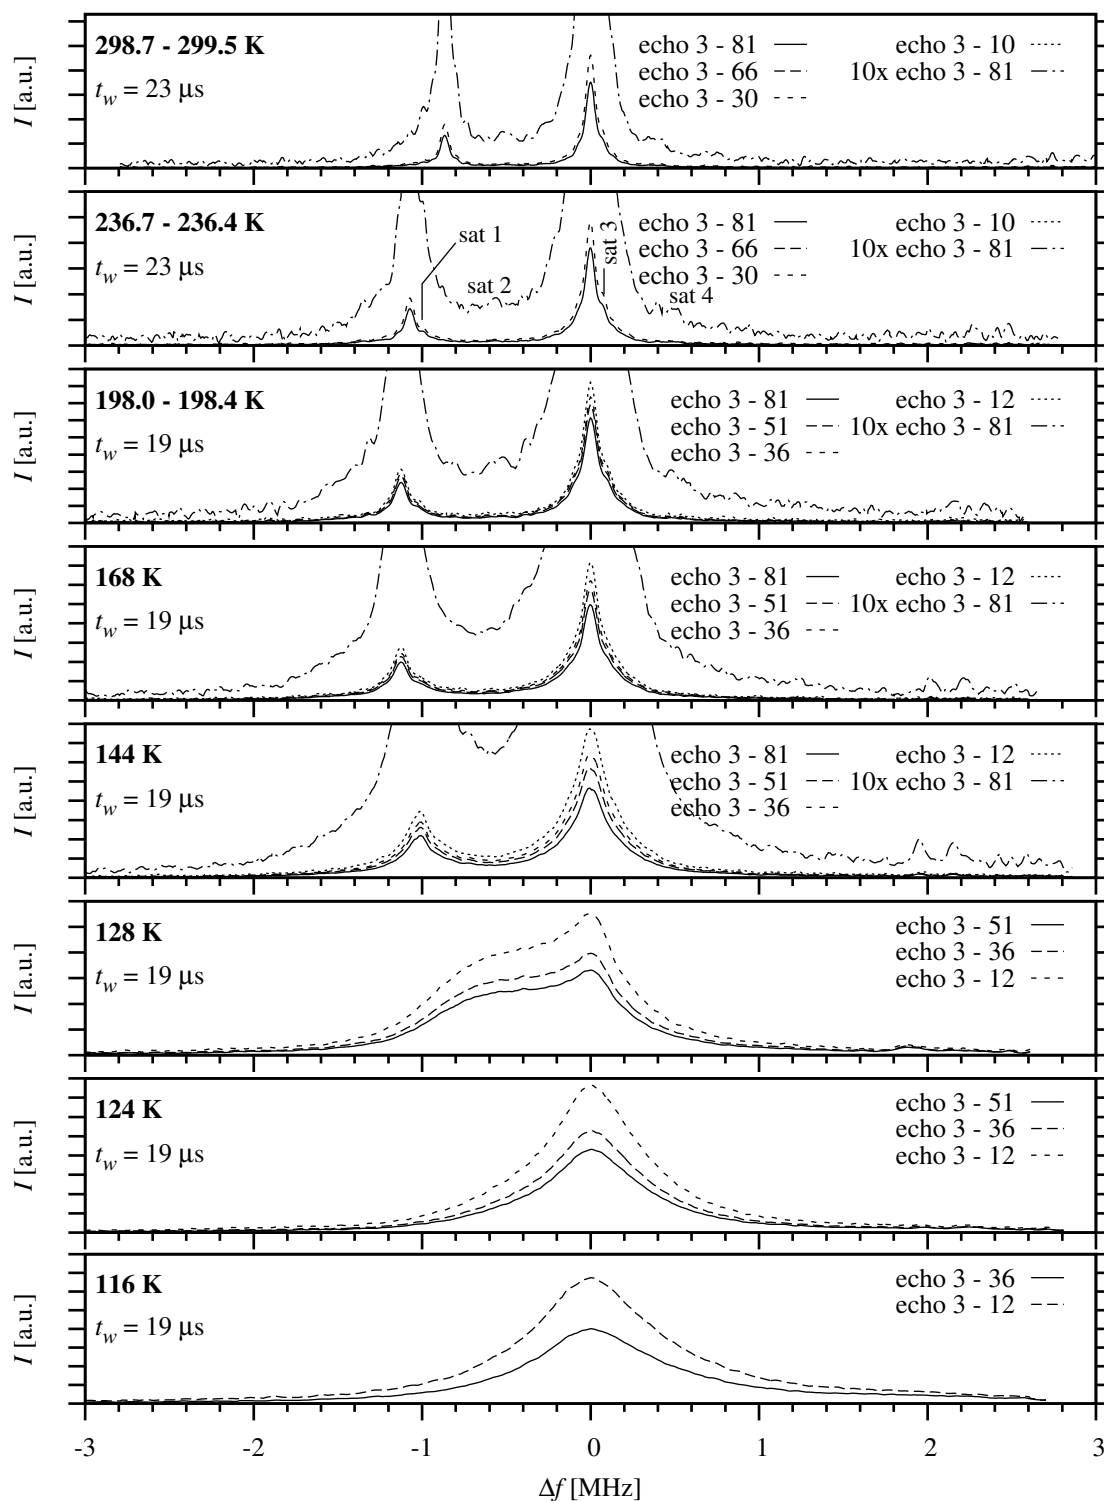 298.7 - 299.5 K
t_w = 23 μs
I [a.u.]
echo 3 - 81
echo 3 - 66
echo 3 - 30
echo 3 - 10
10x echo 3 - 81
236.7 - 236.4 K
t_w = 23 μs
I [a.u.]
sat 1
sat 2
sat 3
sat 4
echo 3 - 81
echo 3 - 66
echo 3 - 30
echo 3 - 10
10x echo 3 - 81
198.0 - 198.4 K
t_w = 19 μs
I [a.u.]
echo 3 - 81
echo 3 - 51
echo 3 - 36
echo 3 - 12
10x echo 3 - 81
168 K
t_w = 19 μs
I [a.u.]
echo 3 - 81
echo 3 - 51
echo 3 - 36
echo 3 - 12
10x echo 3 - 81
144 K
t_w = 19 μs
I [a.u.]
echo 3 - 81
echo 3 - 51
echo 3 - 36
echo 3 - 12
10x echo 3 - 81
128 K
t_w = 19 μs
I [a.u.]
echo 3 - 51
echo 3 - 36
echo 3 - 12
124 K
t_w = 19 μs
I [a.u.]
echo 3 - 51
echo 3 - 36
echo 3 - 12
116 K
t_w = 19 μs
I [a.u.]
echo 3 - 36
echo 3 - 12
-3 -2 -1 0 1 2 3
Δf [MHz]